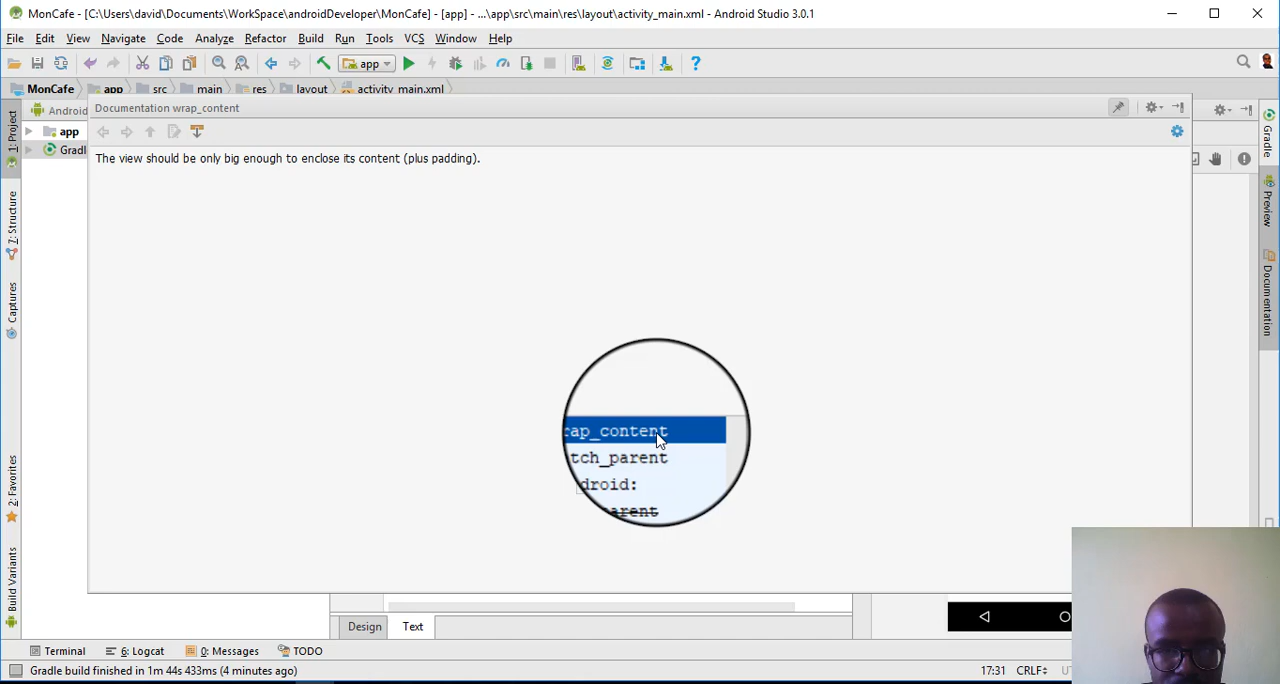 MonCafe - [C:\Users\david\Documents\WorkSpace\androidDeveloper\MonCafe] - [app] - ...\app\src\main\res\layout\activity_main.xml - Android Studio 3.0.1
File Edit View Navigate Code Analyze Refactor Build Run Tools VCS Window Help
app
MonCafe app src main res layout activity_main.xml
Android
Documentation wrap_content
app
Gradl
The view should be only big enough to enclose its content (plus padding).
1: Project
7: Structure
Captures
2: Favorites
Build Variants
Gradle
Preview
Documentation
rap_content
tch_parent
droid:
parent
Design Text
Terminal 6: Logcat 0: Messages TODO
Gradle build finished in 1m 44s 433ms (4 minutes ago)
17:31 CRLF